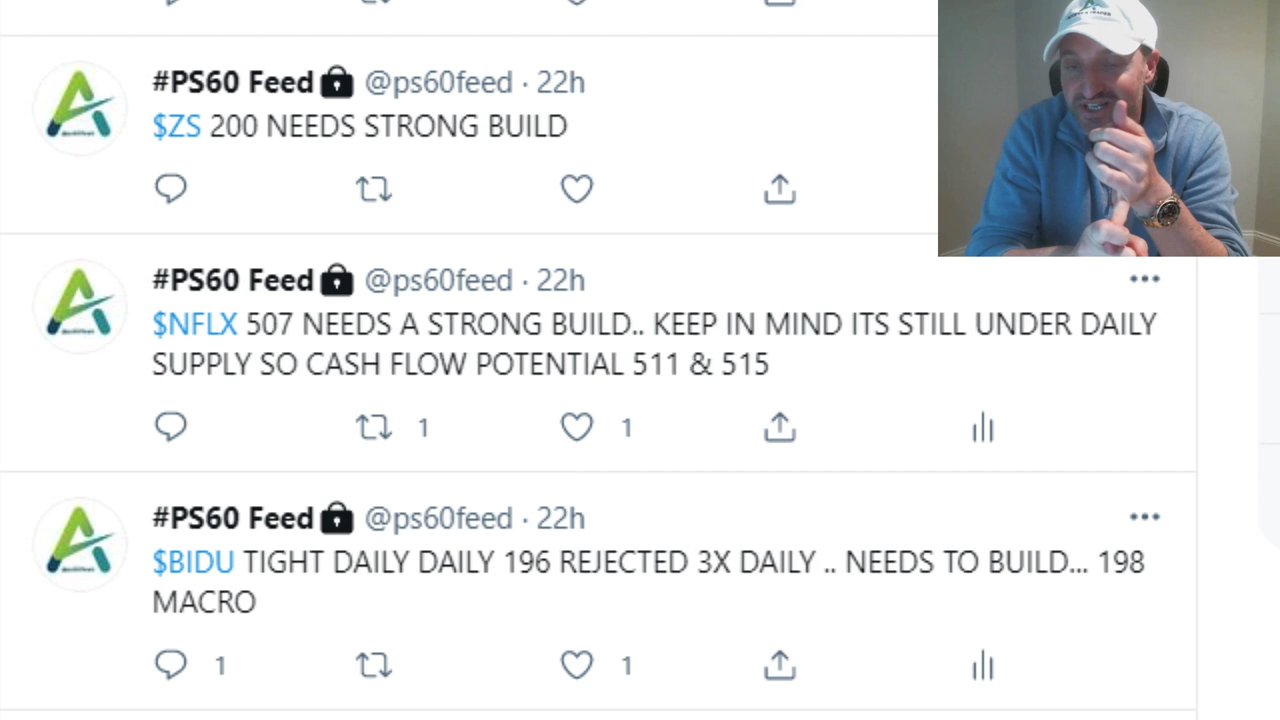 #PS60 Feed @ps60feed · 22h
$ZS 200 NEEDS STRONG BUILD
#PS60 Feed @ps60feed · 22h
$NFLX 507 NEEDS A STRONG BUILD.. KEEP IN MIND ITS STILL UNDER DAILY
SUPPLY SO CASH FLOW POTENTIAL 511 & 515
1 1
#PS60 Feed @ps60feed · 22h
$BIDU TIGHT DAILY DAILY 196 REJECTED 3X DAILY .. NEEDS TO BUILD... 198
MACRO
1 1